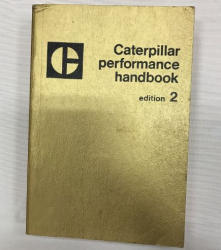 Caterpillar
performance
handbook
edition 2